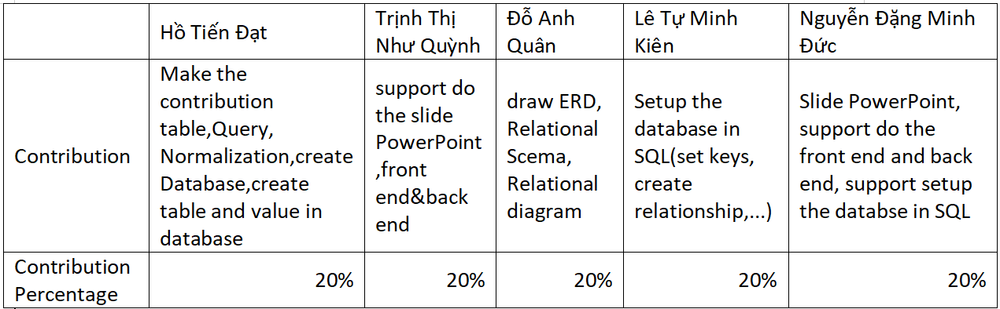 Hồ Tiến Đạt
Trịnh Thị
Như Quỳnh
Đỗ Anh
Quân
Lê Tự Minh
Kiên
Nguyễn Đặng Minh
Đức
Contribution
Make the
contribution
table,Query,
Normalization,create
Database,create
table and value in
database
support do
the slide
PowerPoint
,front
end&back
end
draw ERD,
Relational
Scema,
Relational
diagram
Setup the
database in
SQL(set keys,
create
relationship,...)
Slide PowerPoint,
support do the
front end and back
end, support setup
the databse in SQL
Contribution
Percentage
20%
20%
20%
20%
20%